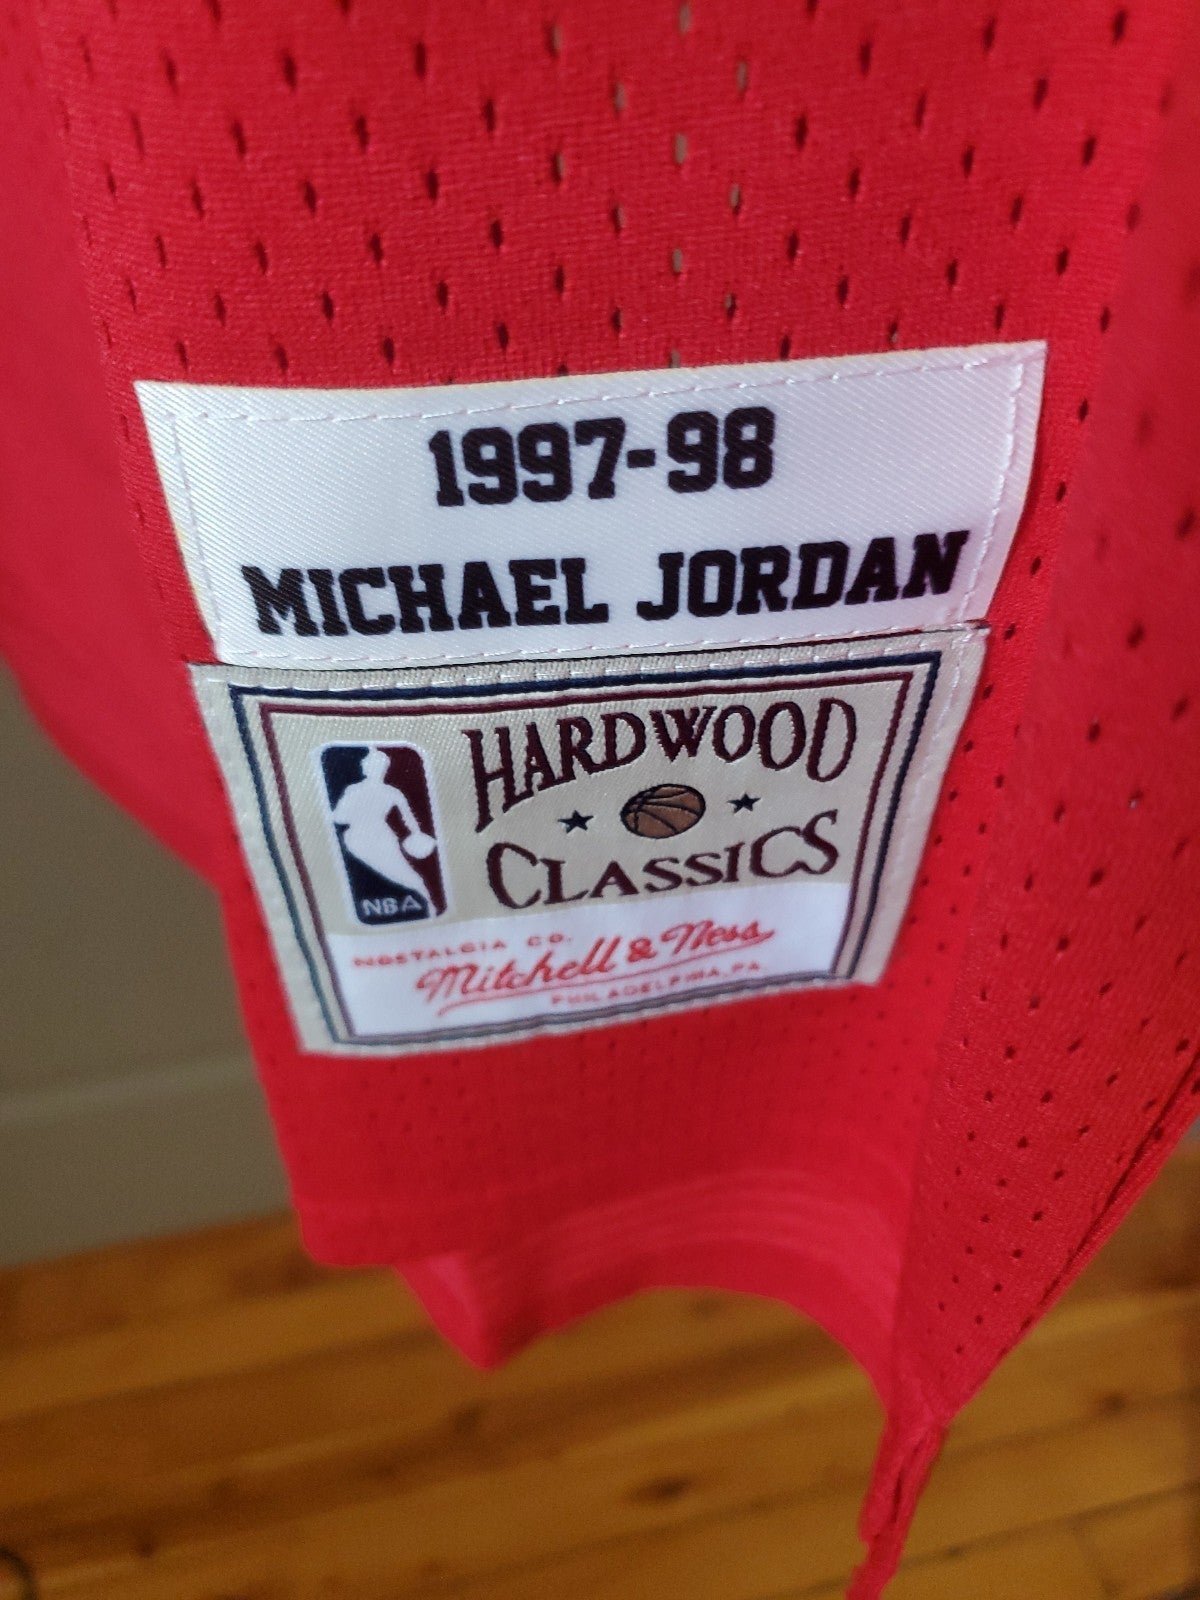 1997-98
MICHAEL JORDAN
HARDWOOD
CLASSICS
NBA
NOSTALGIA CO.
Mitchell & Ness
PHILADELPHIA, PA